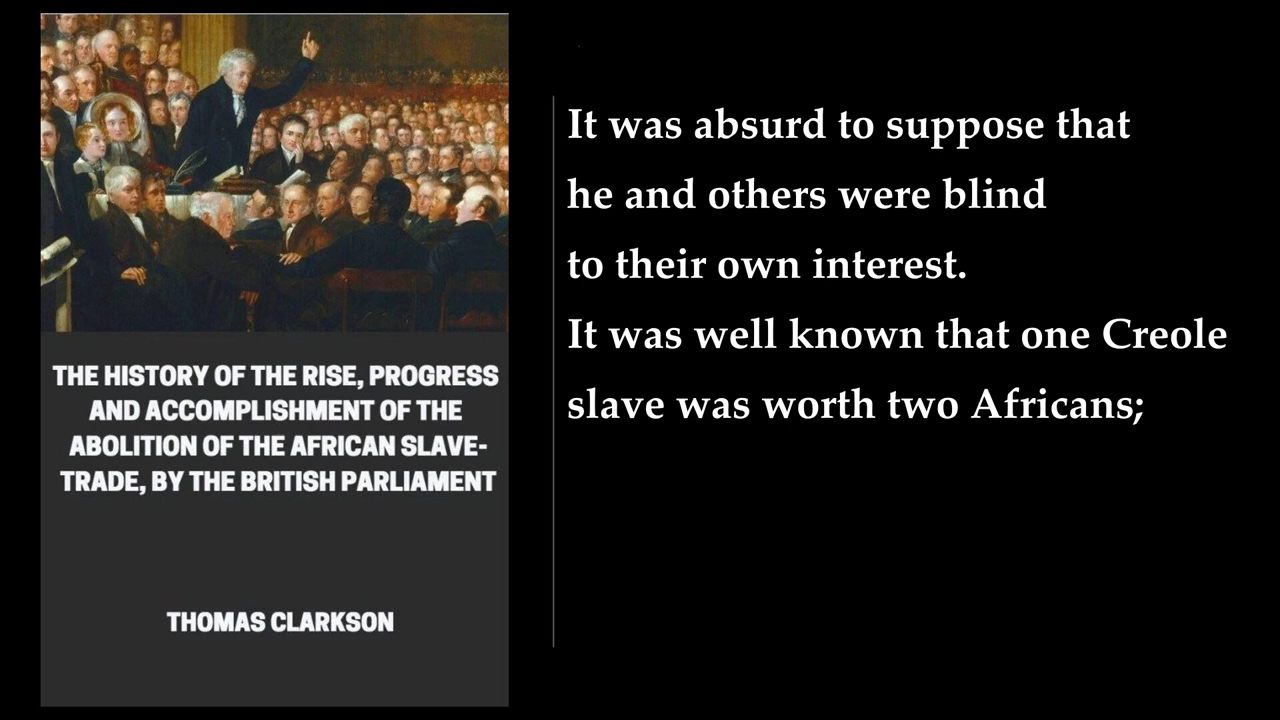 THE HISTORY OF THE RISE, PROGRESS
AND ACCOMPLISHMENT OF THE
ABOLITION OF THE AFRICAN SLAVE-
TRADE, BY THE BRITISH PARLIAMENT
THOMAS CLARKSON
It was absurd to suppose that
he and others were blind
to their own interest.
It was well known that one Creole
slave was worth two Africans;